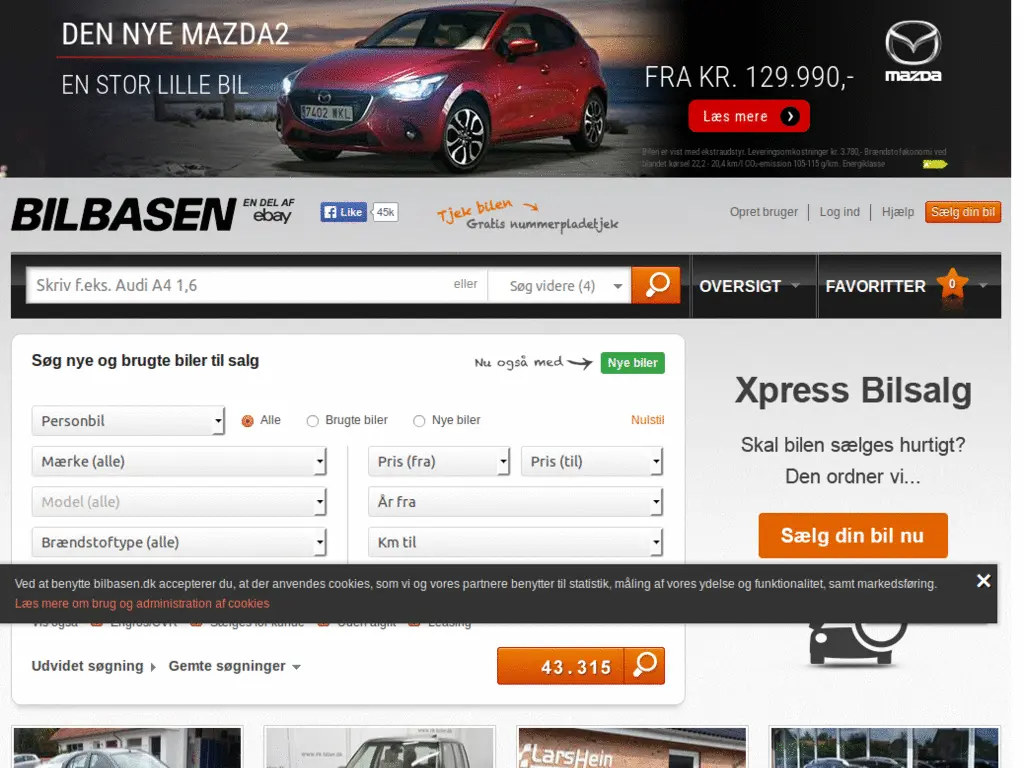 DEN NYE MAZDA2
EN STOR LILLE BIL
7402 WKL
FRA KR. 129.990,-
Læs mere
mazda
Bilen er vist med ekstraudstyr. Leveringsomkostninger kr. 3.780,- Brændstoføkonomi ved
blandet kørsel 22,2 - 20,4 km/l CO₂-emission 105-115 g/km. Energiklasse
BILBASEN
EN DEL AF
ebay
Like
45k
Tjek bilen
Gratis nummerpladetjek
Opret bruger
Log ind
Hjælp
Sælg din bil
Skriv f.eks. Audi A4 1,6
eller
Søg videre (4)
OVERSIGT
FAVORITTER
0
Søg nye og brugte biler til salg
Nu også med
Nye biler
Personbil
Alle
Brugte biler
Nye biler
Nulstil
Mærke (alle)
Pris (fra)
Pris (til)
Model (alle)
År fra
Brændstoftype (alle)
Km til
Xpress Bilsalg
Skal bilen sælges hurtigt?
Den ordner vi...
Sælg din bil nu
Ved at benytte bilbasen.dk accepterer du, at der anvendes cookies, som vi og vores partnere benytter til statistik, måling af vores ydelse og funktionalitet, samt markedsføring.
Læs mere om brug og administration af cookies
Vis også
Engros/CVR
Sælges for kunde
Uden afgift
Leasing
Udvidet søgning
Gemte søgninger
43.315
LarsHein